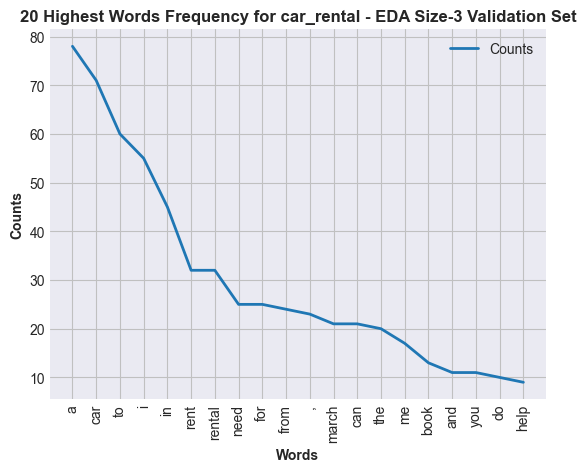 20 Highest Words Frequency for car_rental - EDA Size-3 Validation Set
Counts
80
70
60
50
40
30
20
10
Counts
a
car
to
i
in
rent
rental
need
for
from
,
march
can
the
me
book
and
you
do
help
Words